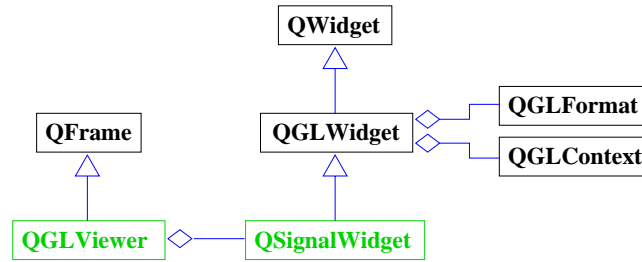 QWidget
QGLFormat
QFrame
QGLWidget
QGLContext
QGLViewer
QSignalWidget